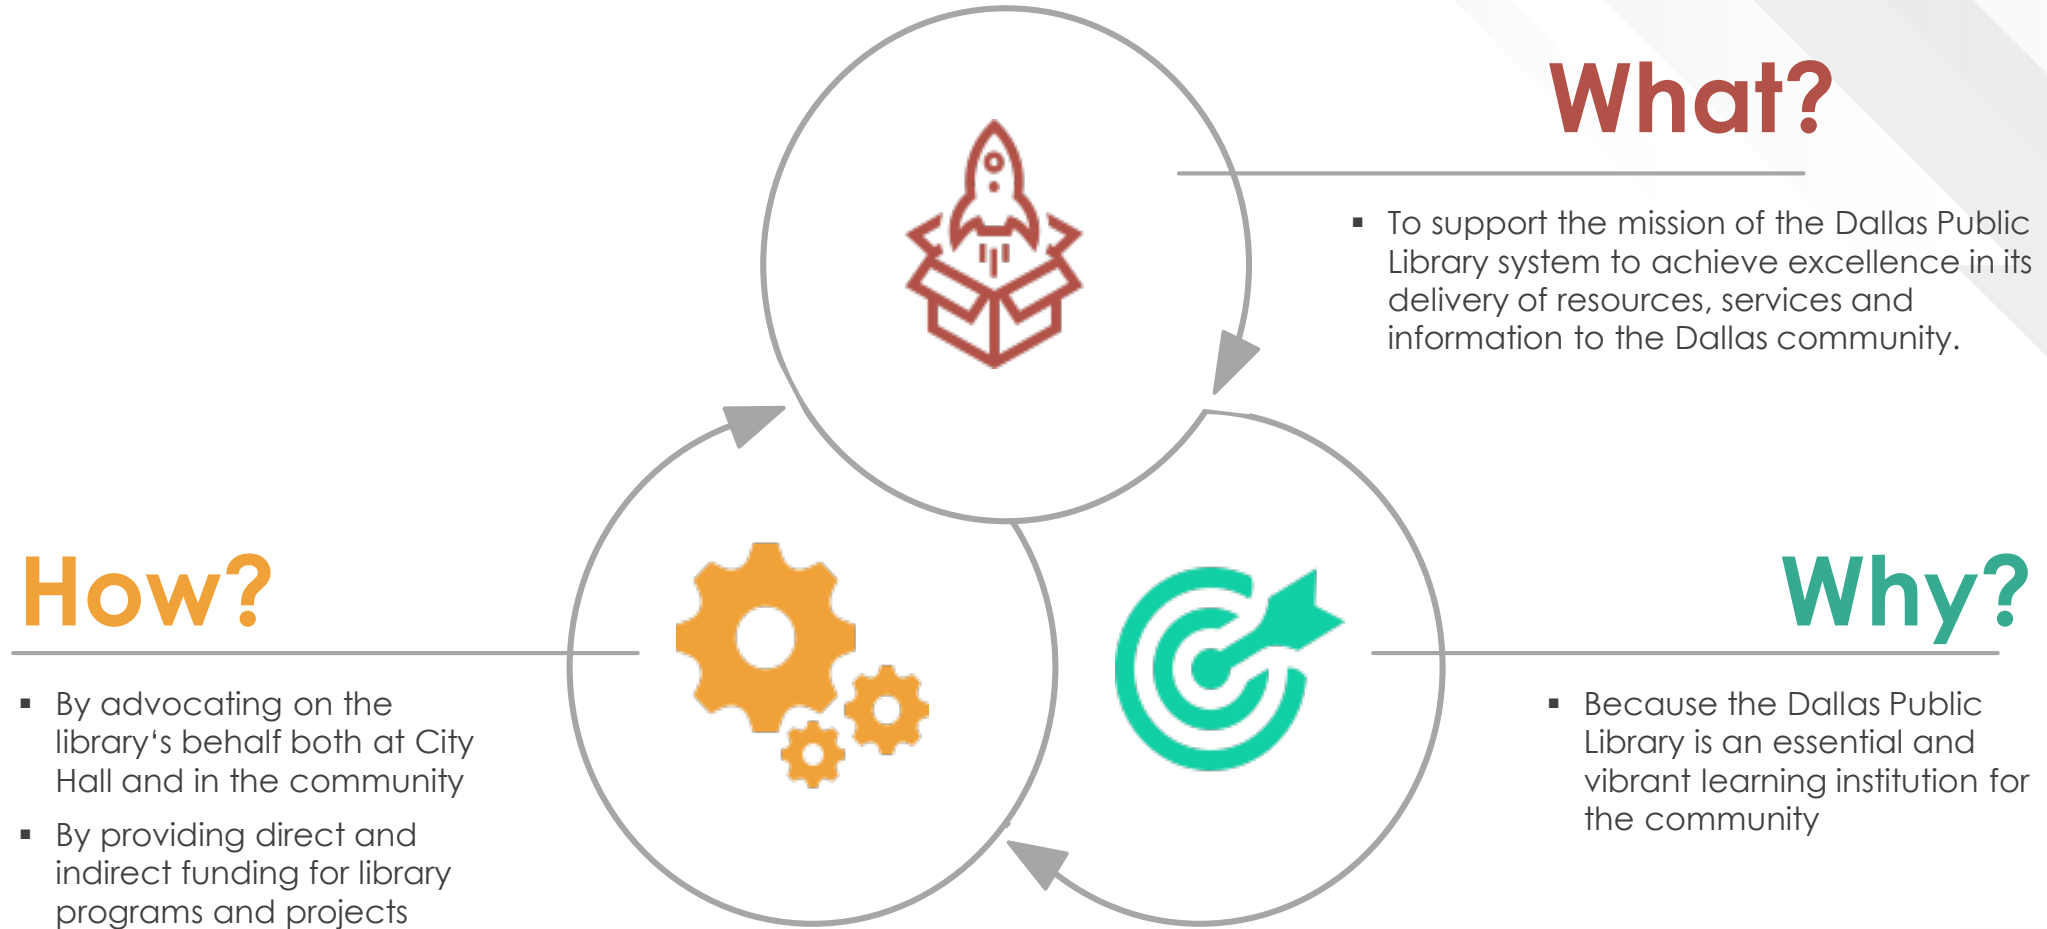 What?
▪ To support the mission of the Dallas Public
Library system to achieve excellence in its
delivery of resources, services and
information to the Dallas community.
How?
▪ By advocating on the
library‘s behalf both at City
Hall and in the community
▪ By providing direct and
indirect funding for library
programs and projects
Why?
▪ Because the Dallas Public
Library is an essential and
vibrant learning institution for
the community